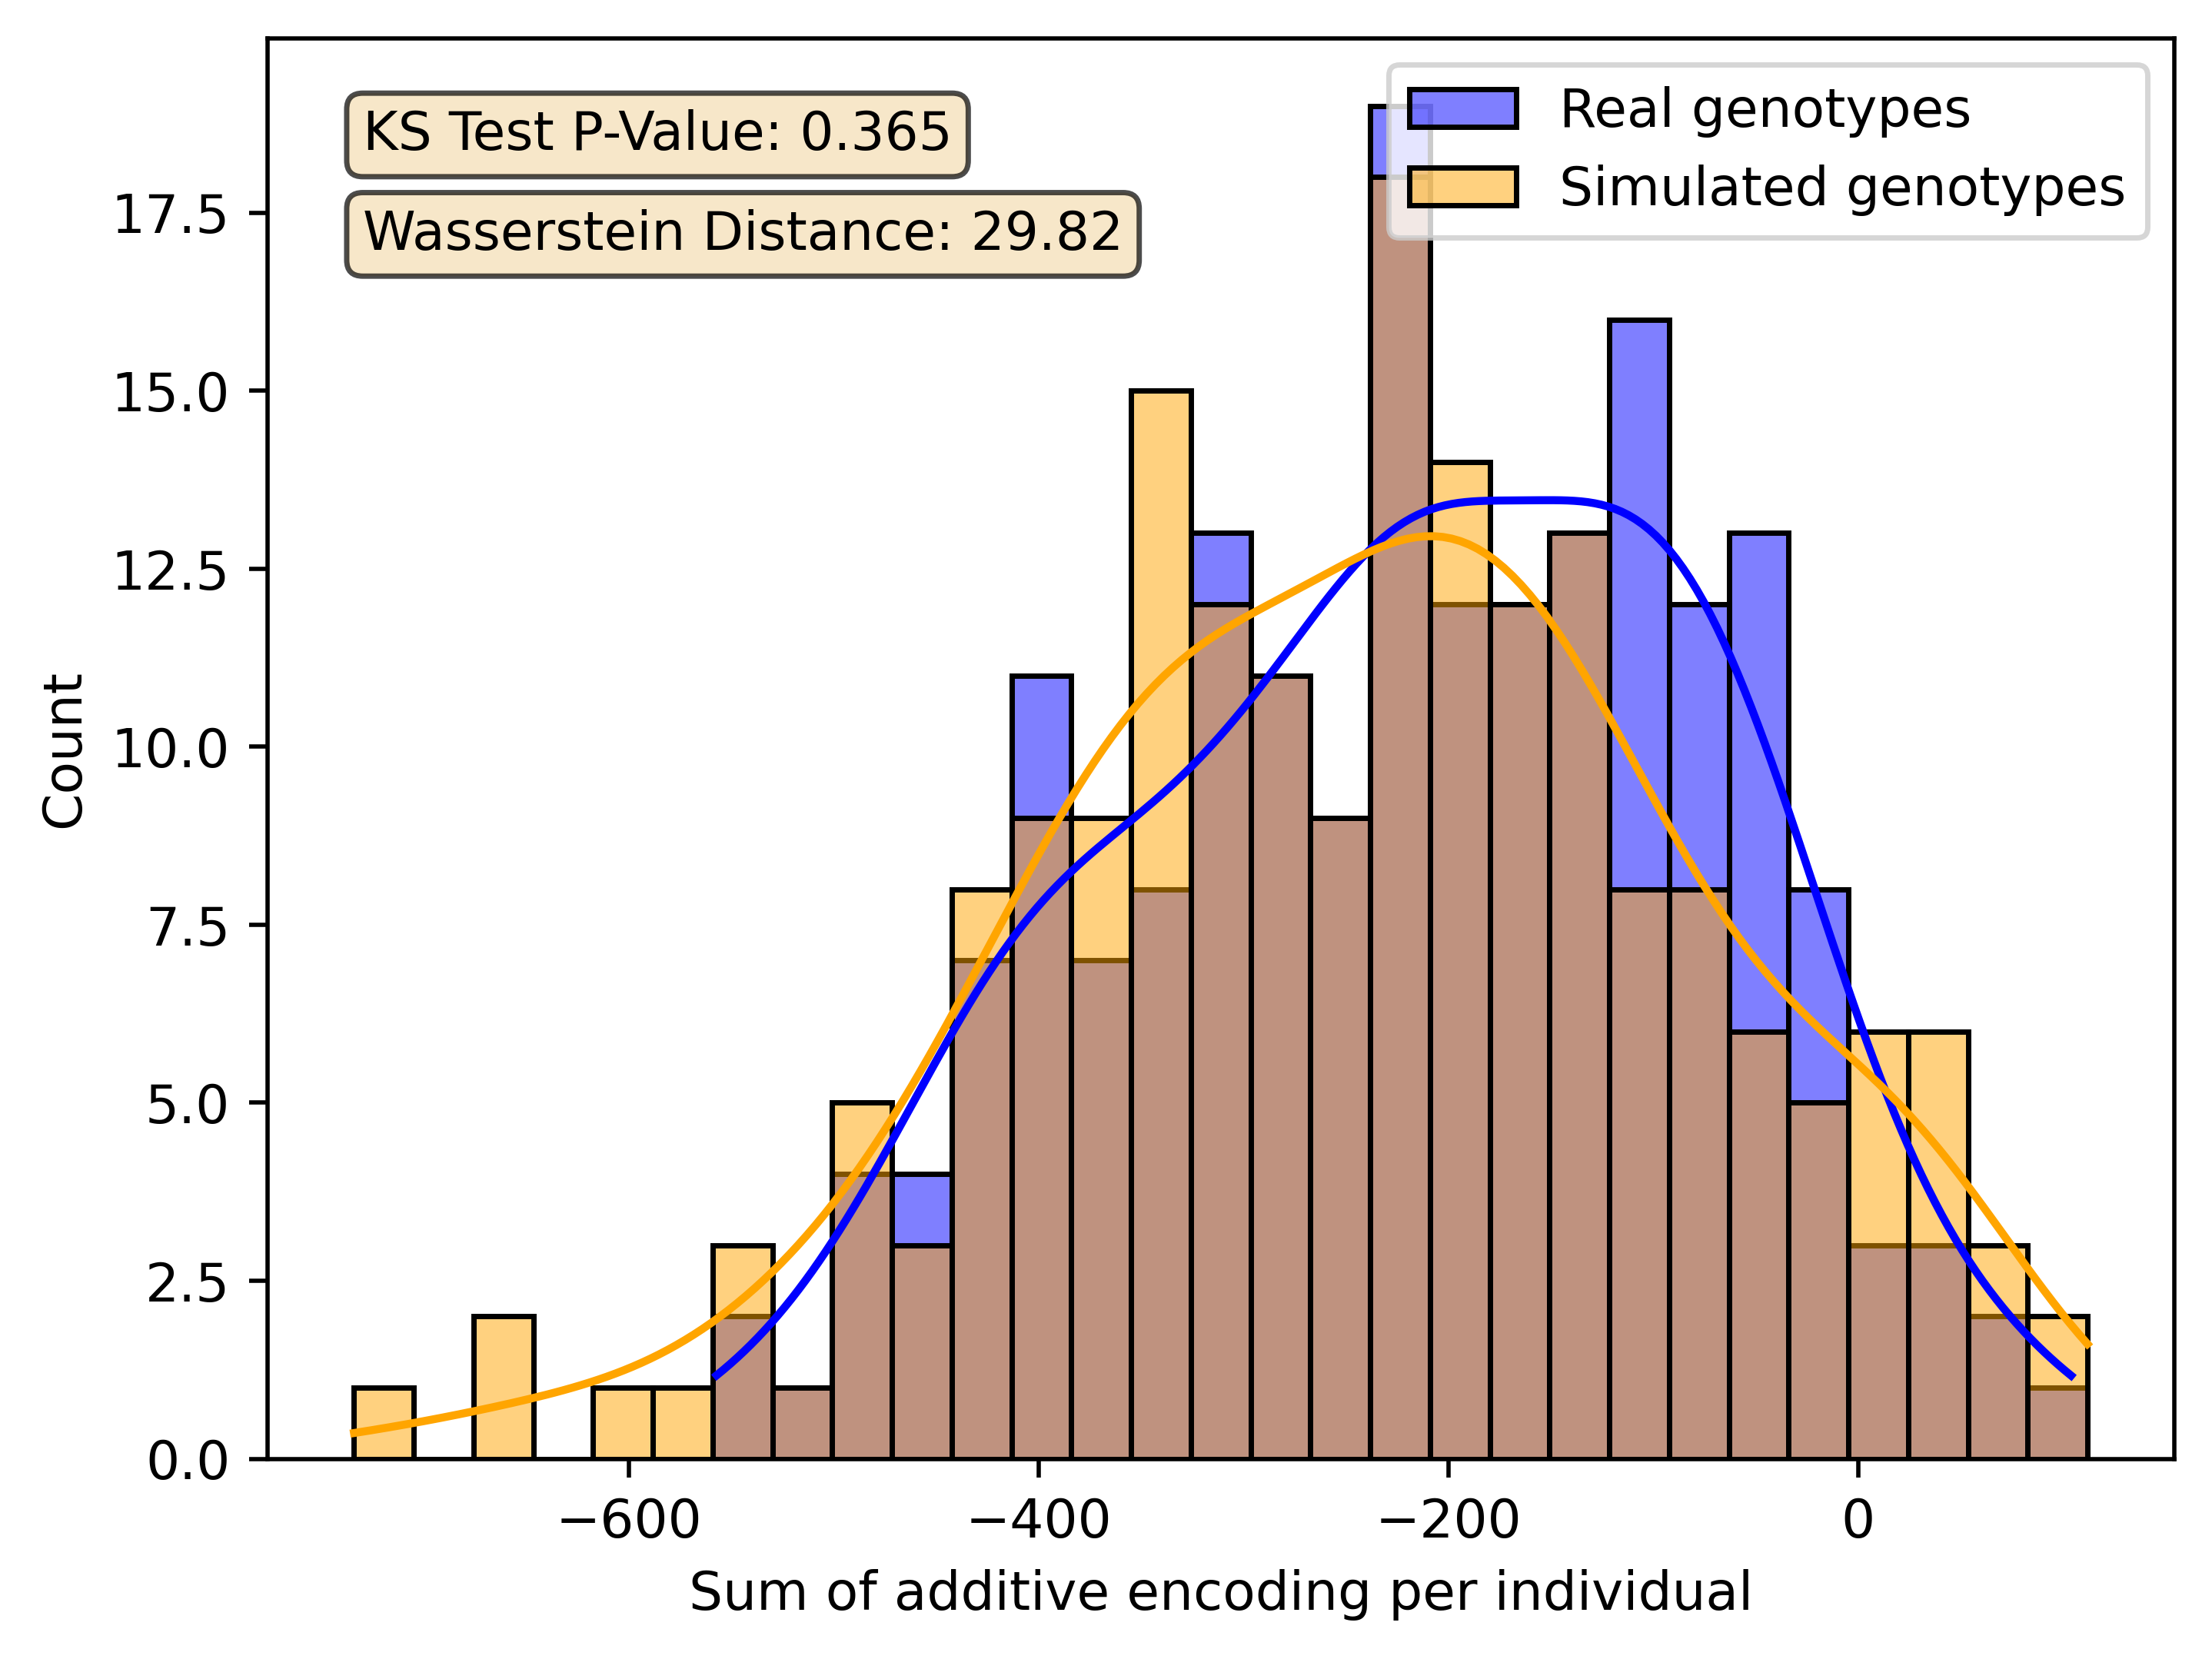 KS Test P-Value: 0.365
Wasserstein Distance: 29.82
Real genotypes
Simulated genotypes
17.5
15.0
12.5
10.0
7.5
5.0
2.5
0.0
Count
−600
−400
−200
0
Sum of additive encoding per individual